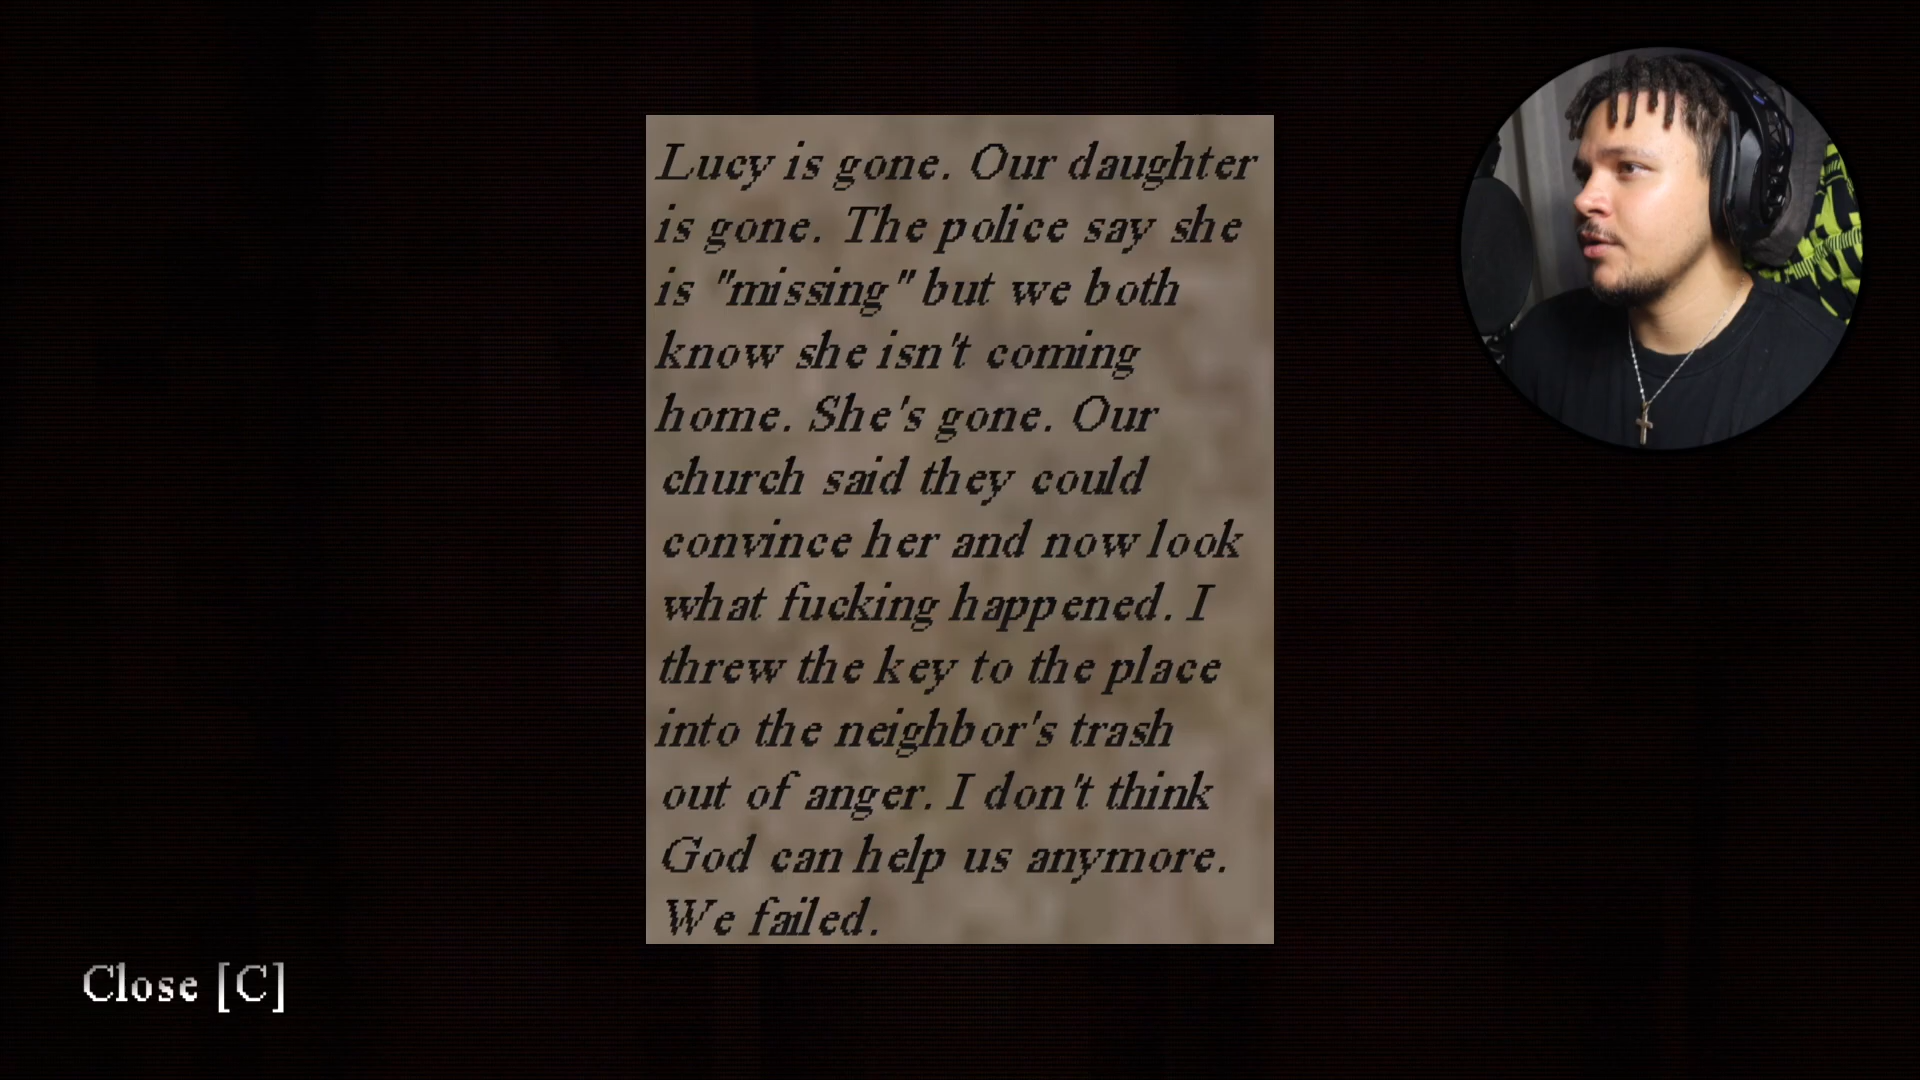 Lucy is gone. Our daughter
is gone. The police say she
is "missing" but we both
know she isn't coming
home. She's gone. Our
church said they could
convince her and now look
what fucking happened. I
threw the key to the place
into the neighbor's trash
out of anger. I don't think
God can help us anymore.
We failed.
Close [C]